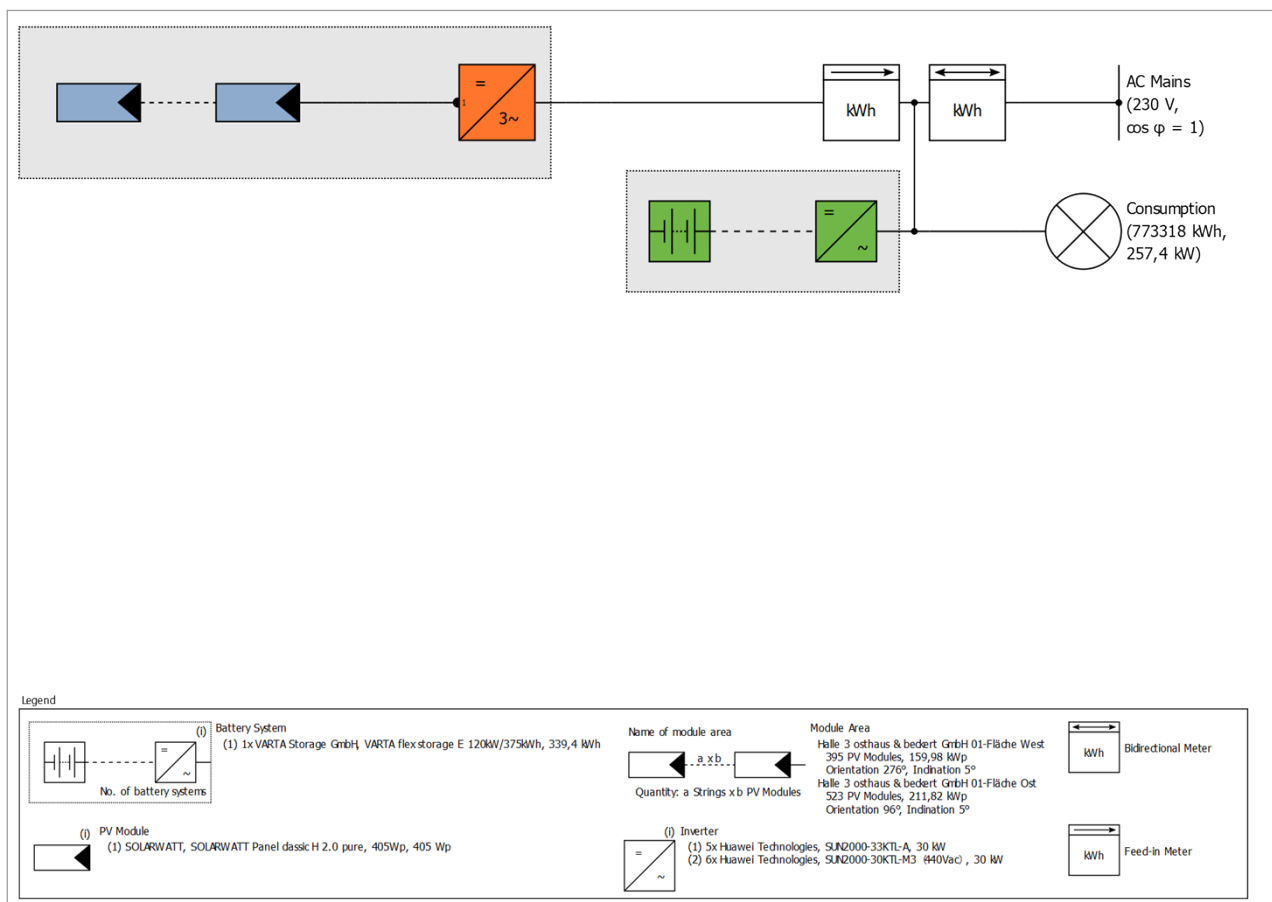 =
1
3~
kWh
kWh
AC Mains
(230 V,
cos φ = 1)
=
~
Consumption
(773318 kWh,
257,4 kW)
Legend
(i)
Battery System
(1) 1x VARTA Storage GmbH, VARTA flex storage E 120kW/375kWh, 339,4 kWh
=
~
No. of battery systems
(i)
PV Module
(1) SOLARWATT, SOLARWATT Panel classic H 2.0 pure, 405Wp, 405 Wp
Name of module area
a x b
Quantity: a Strings x b PV Modules
Module Area
Halle 3 osthaus & beckert GmbH 01-Fläche West
395 PV Modules, 159,98 kWp
Orientation 276°, Inclination 5°
Halle 3 osthaus & beckert GmbH 01-Fläche Ost
523 PV Modules, 211,82 kWp
Orientation 96°, Inclination 5°
(i) Inverter
=
~
(1) 5x Huawei Technologies, SUN2000-33KTL-A, 30 kW
(2) 6x Huawei Technologies, SUN2000-30KTL-M3 (440Vac) , 30 kW
kWh
Bidirectional Meter
kWh
Feed-in Meter